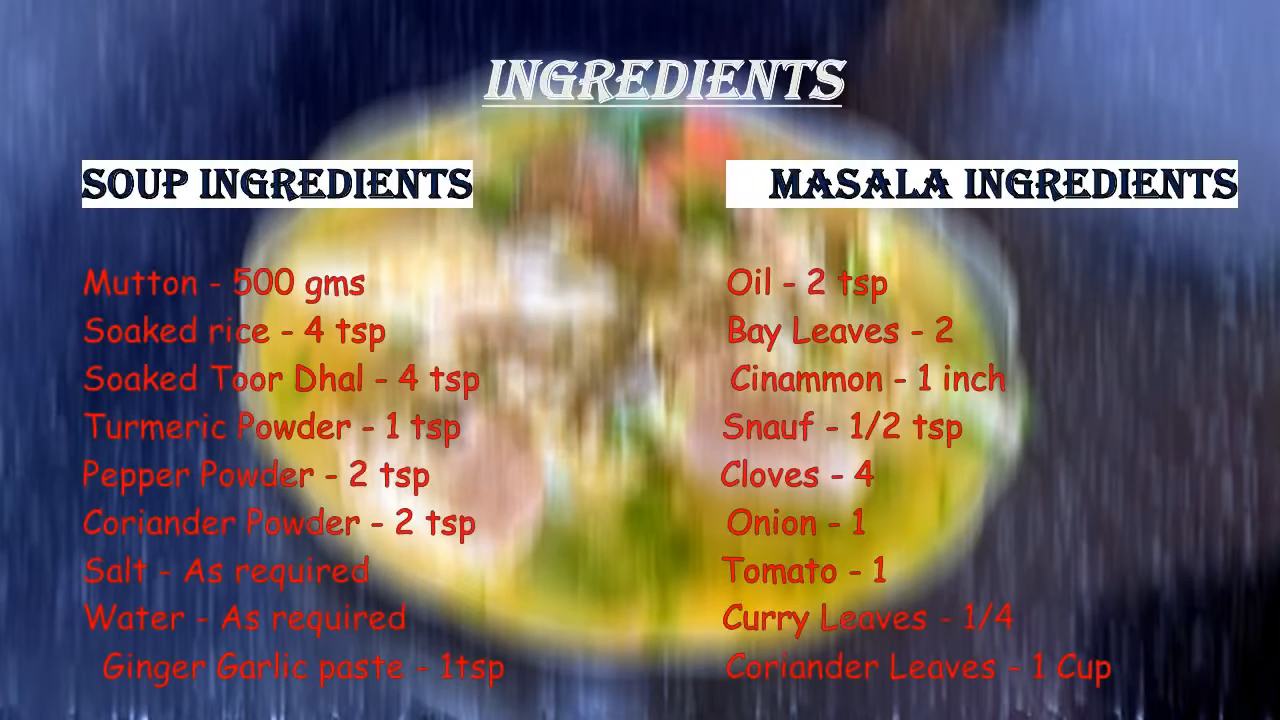 INGREDIENTS
SOUP INGREDIENTS
Mutton - 500 gms
Soaked rice - 4 tsp
Soaked Toor Dhal - 4 tsp
Turmeric Powder - 1 tsp
Pepper Powder - 2 tsp
Coriander Powder - 2 tsp
Salt - As required
Water - As required
Ginger Garlic paste - 1tsp
MASALA INGREDIENTS
Oil - 2 tsp
Bay Leaves - 2
Cinammon - 1 inch
Snauf - 1/2 tsp
Cloves - 4
Onion - 1
Tomato - 1
Curry Leaves - 1/4
Coriander Leaves - 1 Cup